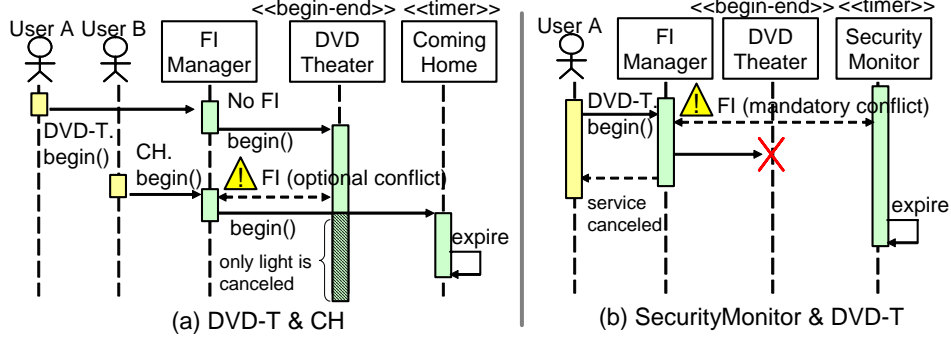 <<begin-end>> <<timer>>
User A User B
FI
Manager
DVD
Theater
Coming
Home
No FI
DVD-T.
begin()
begin()
CH.
begin()
!
FI (optional conflict)
begin()
expire
only light is
canceled
(a) DVD-T & CH
<<begin-end>> <<timer>>
User A
FI
Manager
DVD
Theater
Security
Monitor
DVD-T.
begin()
!
FI (mandatory conflict)
service
canceled
expire
(b) SecurityMonitor & DVD-T